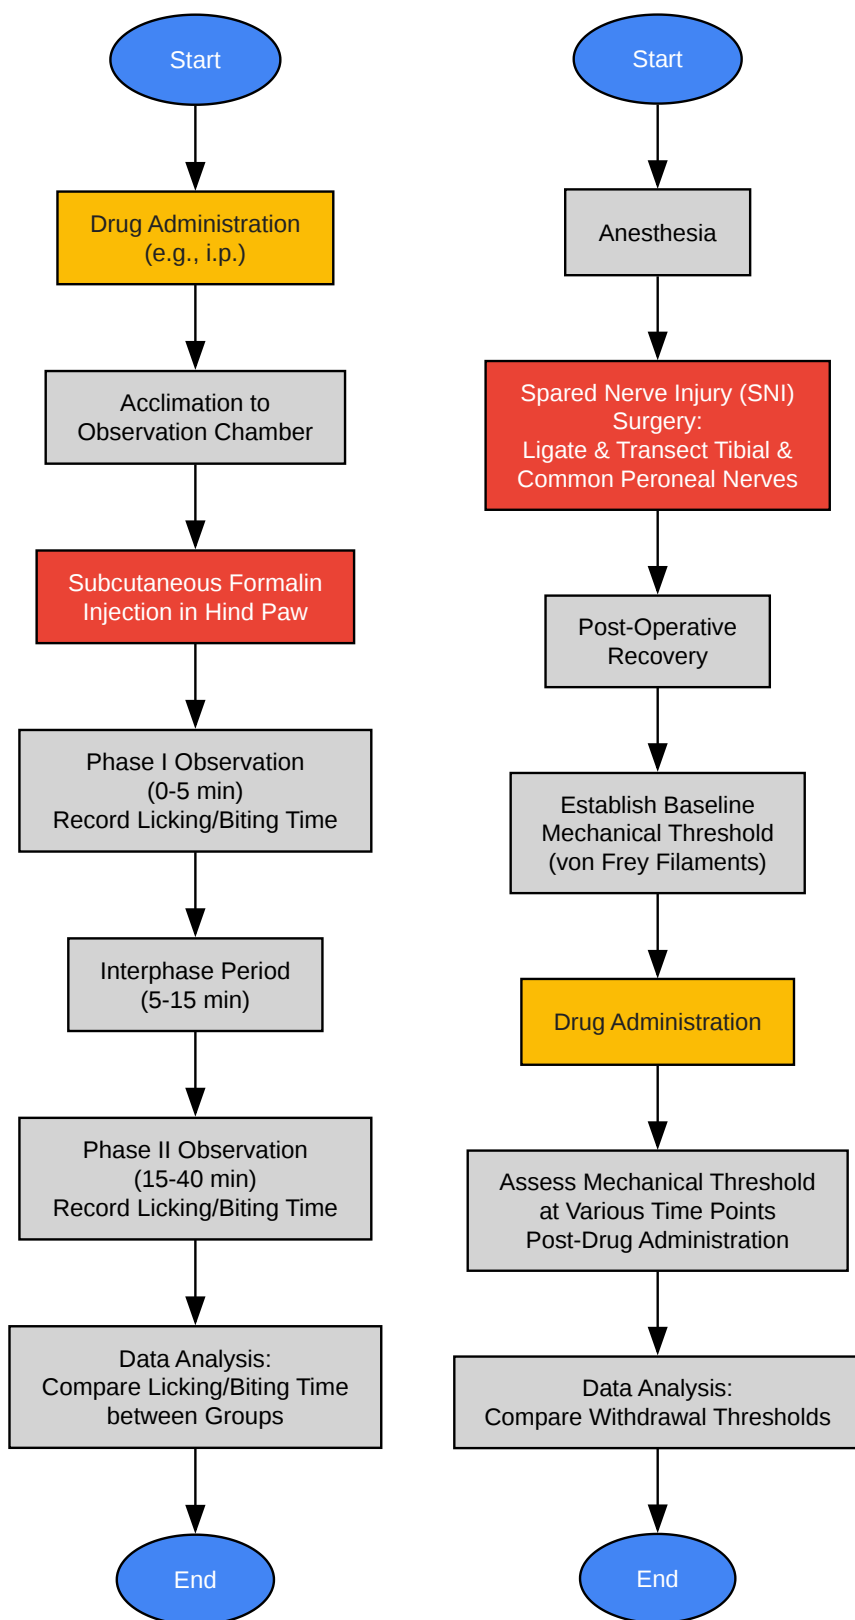 Start
Drug Administration
(e.g., i.p.)
Acclimation to
Observation Chamber
Subcutaneous Formalin
Injection in Hind Paw
Phase I Observation
(0-5 min)
Record Licking/Biting Time
Interphase Period
(5-15 min)
Phase II Observation
(15-40 min)
Record Licking/Biting Time
Data Analysis:
Compare Licking/Biting Time
between Groups
End
Start
Anesthesia
Spared Nerve Injury (SNI)
Surgery:
Ligate & Transect Tibial &
Common Peroneal Nerves
Post-Operative
Recovery
Establish Baseline
Mechanical Threshold
(von Frey Filaments)
Drug Administration
Assess Mechanical Threshold
at Various Time Points
Post-Drug Administration
Data Analysis:
Compare Withdrawal Thresholds
End